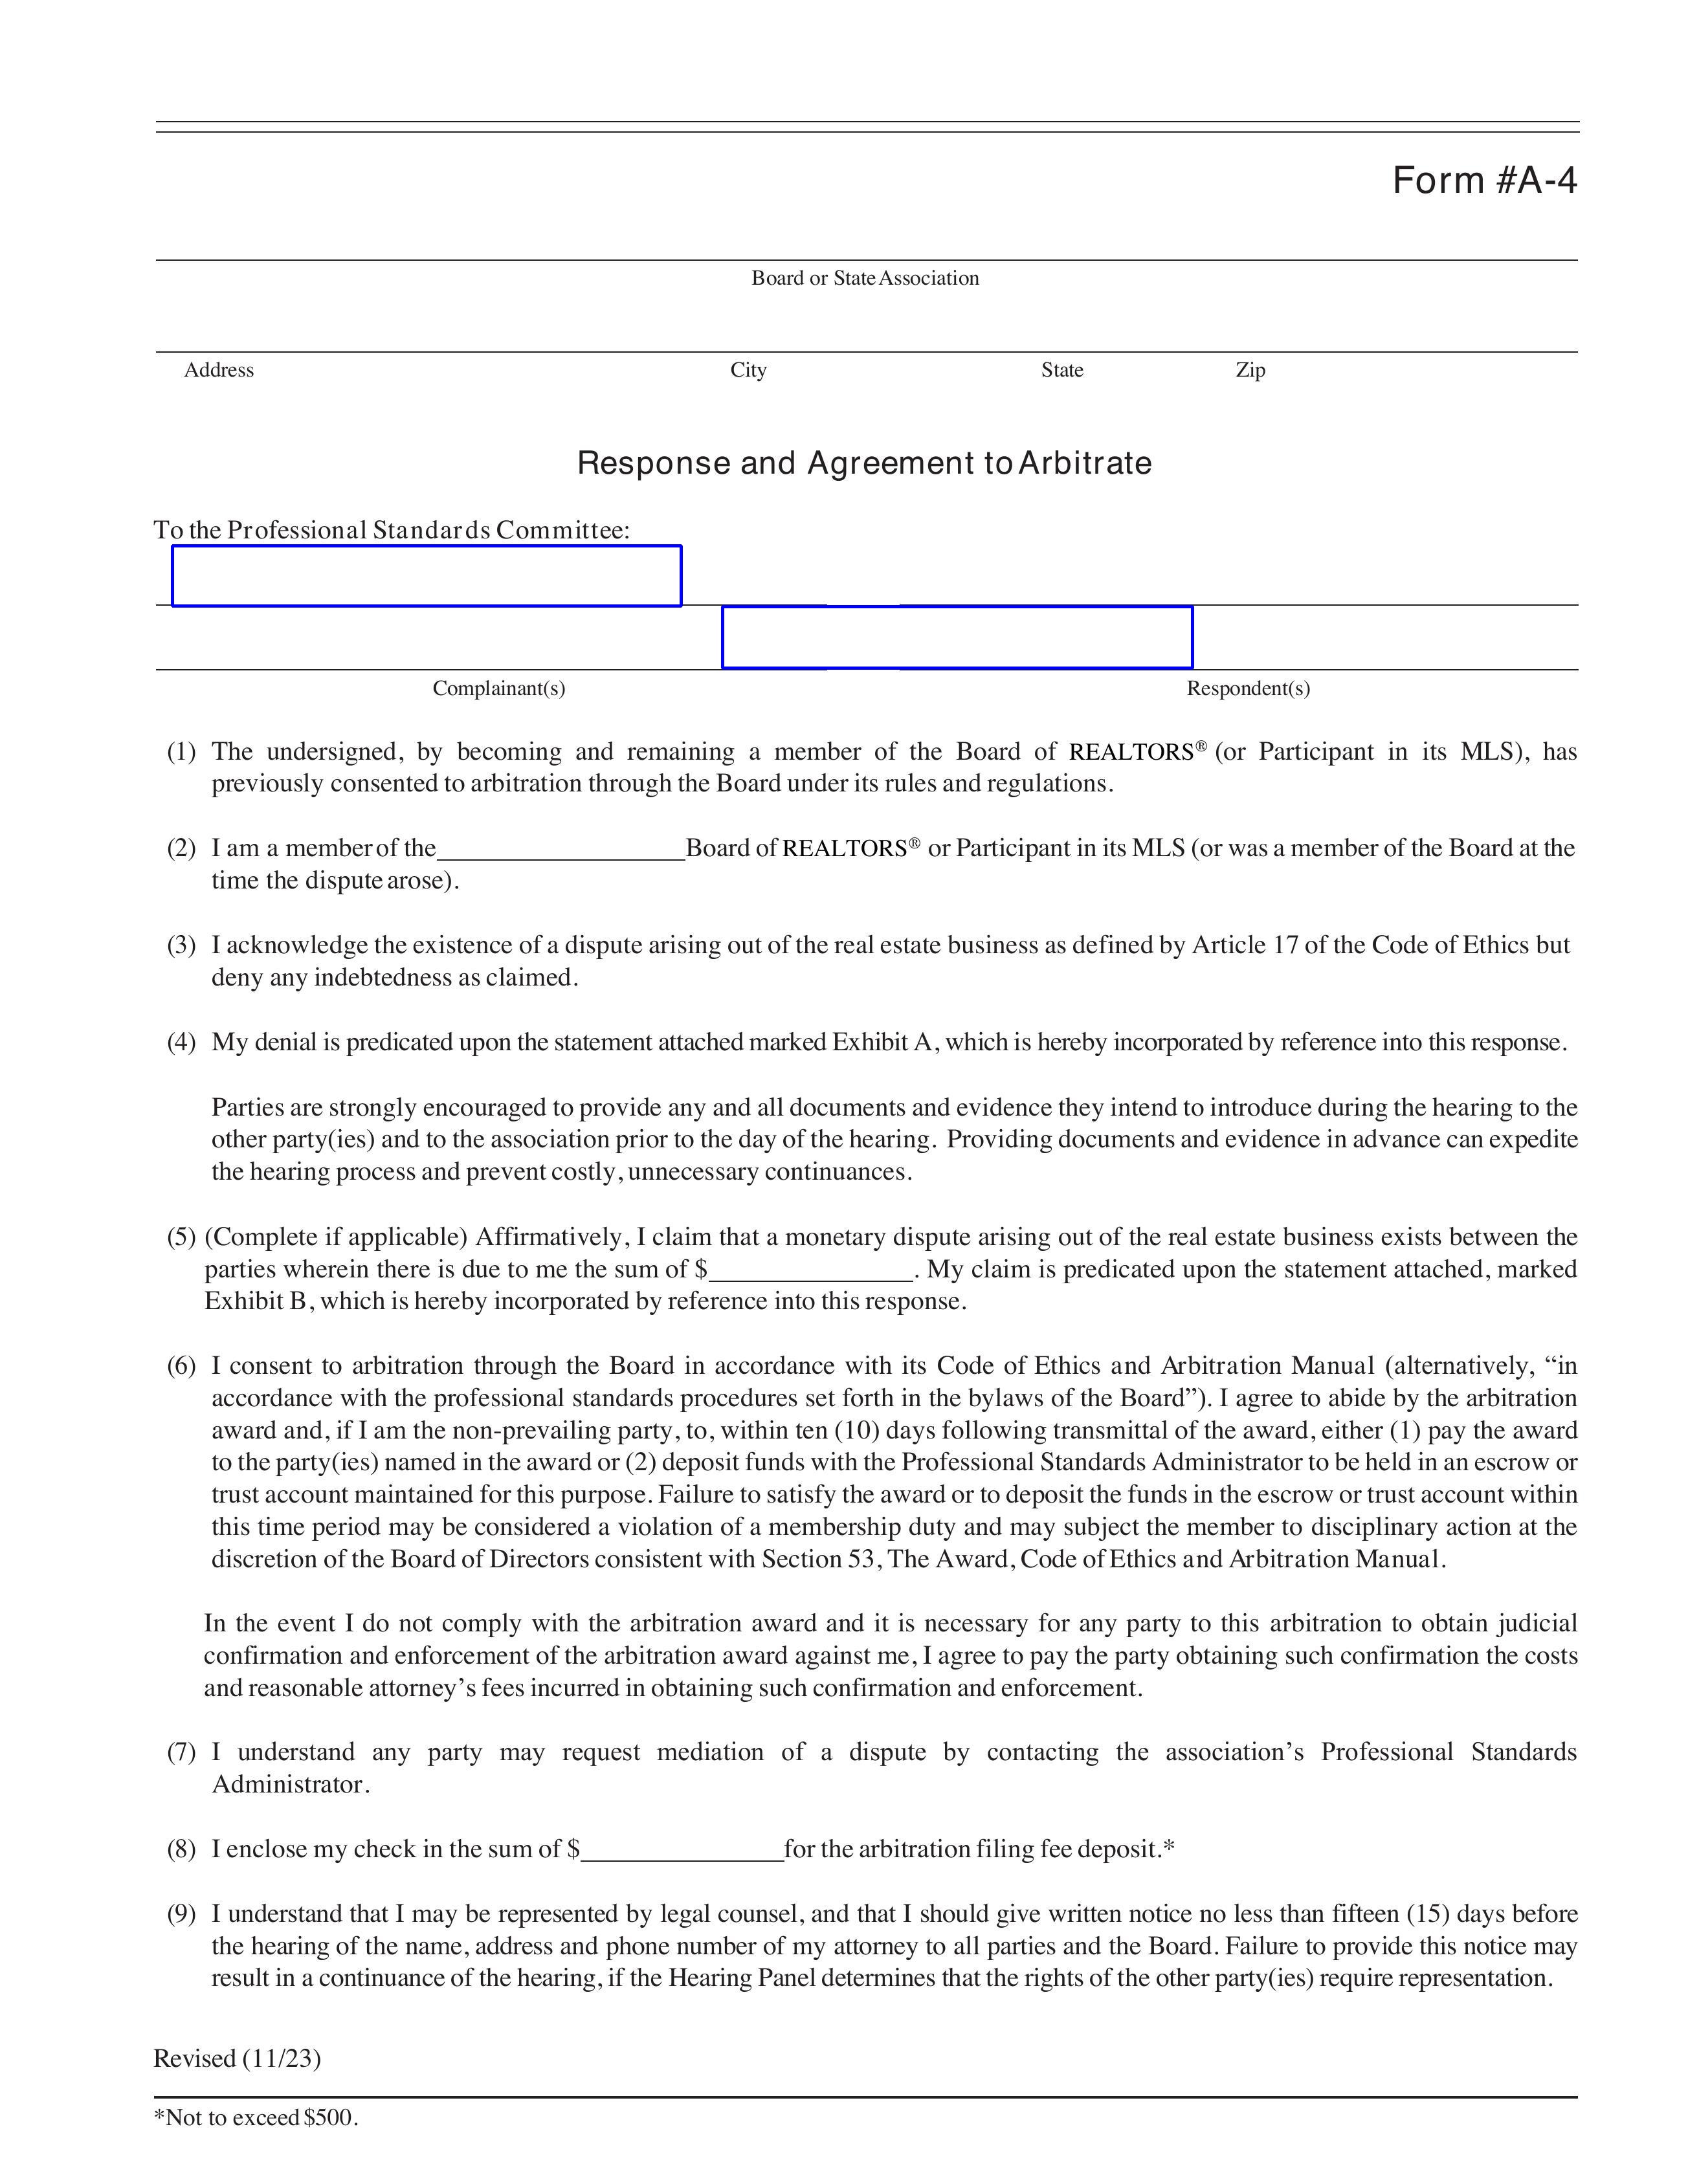 Form #A-4
Board or State Association
Address City State Zip
Response and Agreement to Arbitrate
To the Professional Standards Committee:
Complainant(s) Respondent(s)
(1) The undersigned, by becoming and remaining a member of the Board of REALTORS® (or Participant in its MLS), has
previously consented to arbitration through the Board under its rules and regulations.
(2) I am a member of the___________________Board of REALTORS® or Participant in its MLS (or was a member of the Board at the
time the dispute arose).
(3) I acknowledge the existence of a dispute arising out of the real estate business as defined by Article 17 of the Code of Ethics but
deny any indebtedness as claimed.
(4) My denial is predicated upon the statement attached marked Exhibit A, which is hereby incorporated by reference into this response.
Parties are strongly encouraged to provide any and all documents and evidence they intend to introduce during the hearing to the
other party(ies) and to the association prior to the day of the hearing. Providing documents and evidence in advance can expedite
the hearing process and prevent costly, unnecessary continuances.
(5) (Complete if applicable) Affirmatively, I claim that a monetary dispute arising out of the real estate business exists between the
parties wherein there is due to me the sum of $_______________. My claim is predicated upon the statement attached, marked
Exhibit B, which is hereby incorporated by reference into this response.
(6) I consent to arbitration through the Board in accordance with its Code of Ethics and Arbitration Manual (alternatively, “in
accordance with the professional standards procedures set forth in the bylaws of the Board”). I agree to abide by the arbitration
award and, if I am the non-prevailing party, to, within ten (10) days following transmittal of the award, either (1) pay the award
to the party(ies) named in the award or (2) deposit funds with the Professional Standards Administrator to be held in an escrow or
trust account maintained for this purpose. Failure to satisfy the award or to deposit the funds in the escrow or trust account within
this time period may be considered a violation of a membership duty and may subject the member to disciplinary action at the
discretion of the Board of Directors consistent with Section 53, The Award, Code of Ethics and Arbitration Manual.
In the event I do not comply with the arbitration award and it is necessary for any party to this arbitration to obtain judicial
confirmation and enforcement of the arbitration award against me, I agree to pay the party obtaining such confirmation the costs
and reasonable attorney’s fees incurred in obtaining such confirmation and enforcement.
(7) I understand any party may request mediation of a dispute by contacting the association’s Professional Standards
Administrator.
(8) I enclose my check in the sum of $_______________for the arbitration filing fee deposit.*
(9) I understand that I may be represented by legal counsel, and that I should give written notice no less than fifteen (15) days before
the hearing of the name, address and phone number of my attorney to all parties and the Board. Failure to provide this notice may
result in a continuance of the hearing, if the Hearing Panel determines that the rights of the other party(ies) require representation.
Revised (11/23)
*Not to exceed $500.